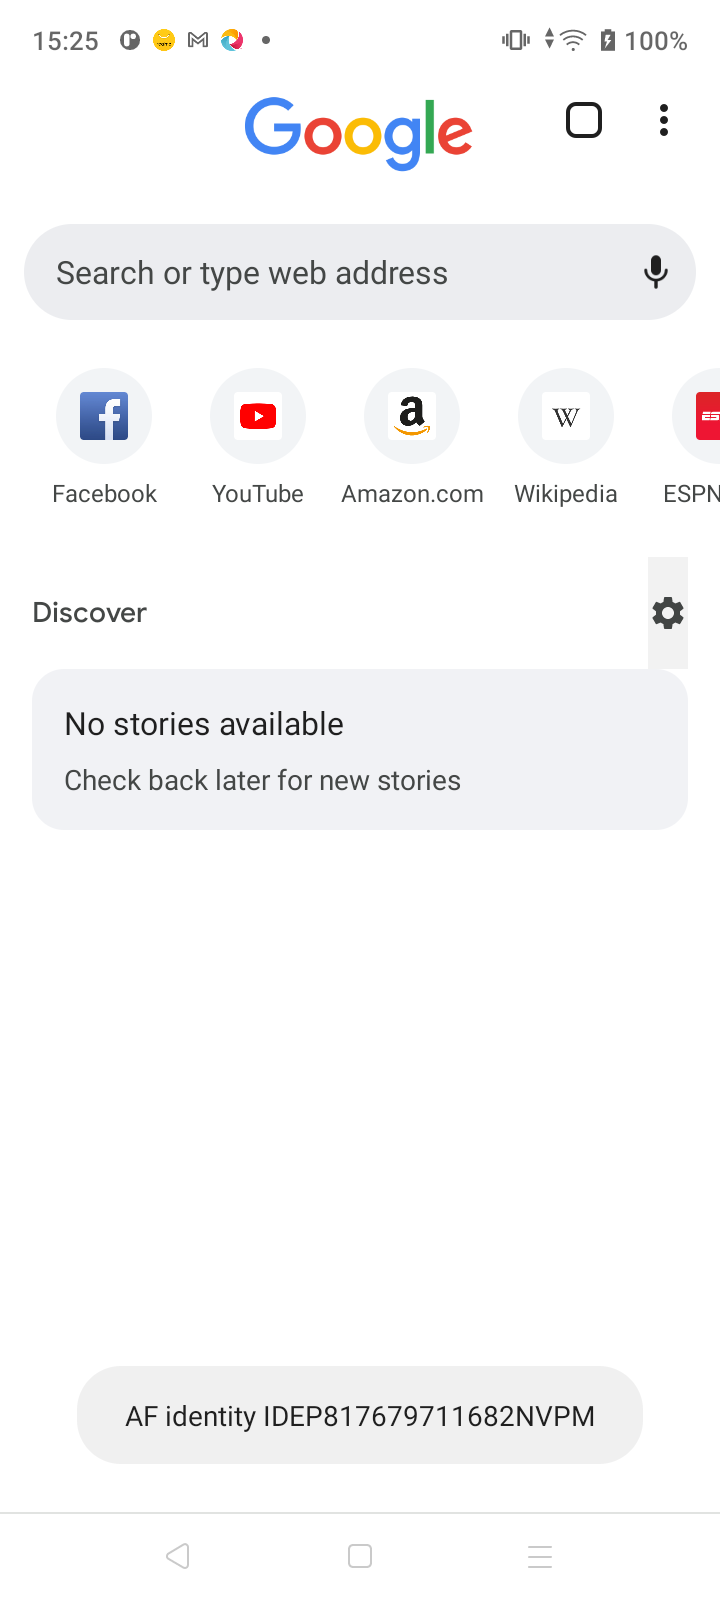 15:25
100%
Google
Search or type web address
Facebook
YouTube
Amazon.com
Wikipedia
ESPN
Discover
No stories available
Check back later for new stories
AF identity IDEP817679711682NVPM